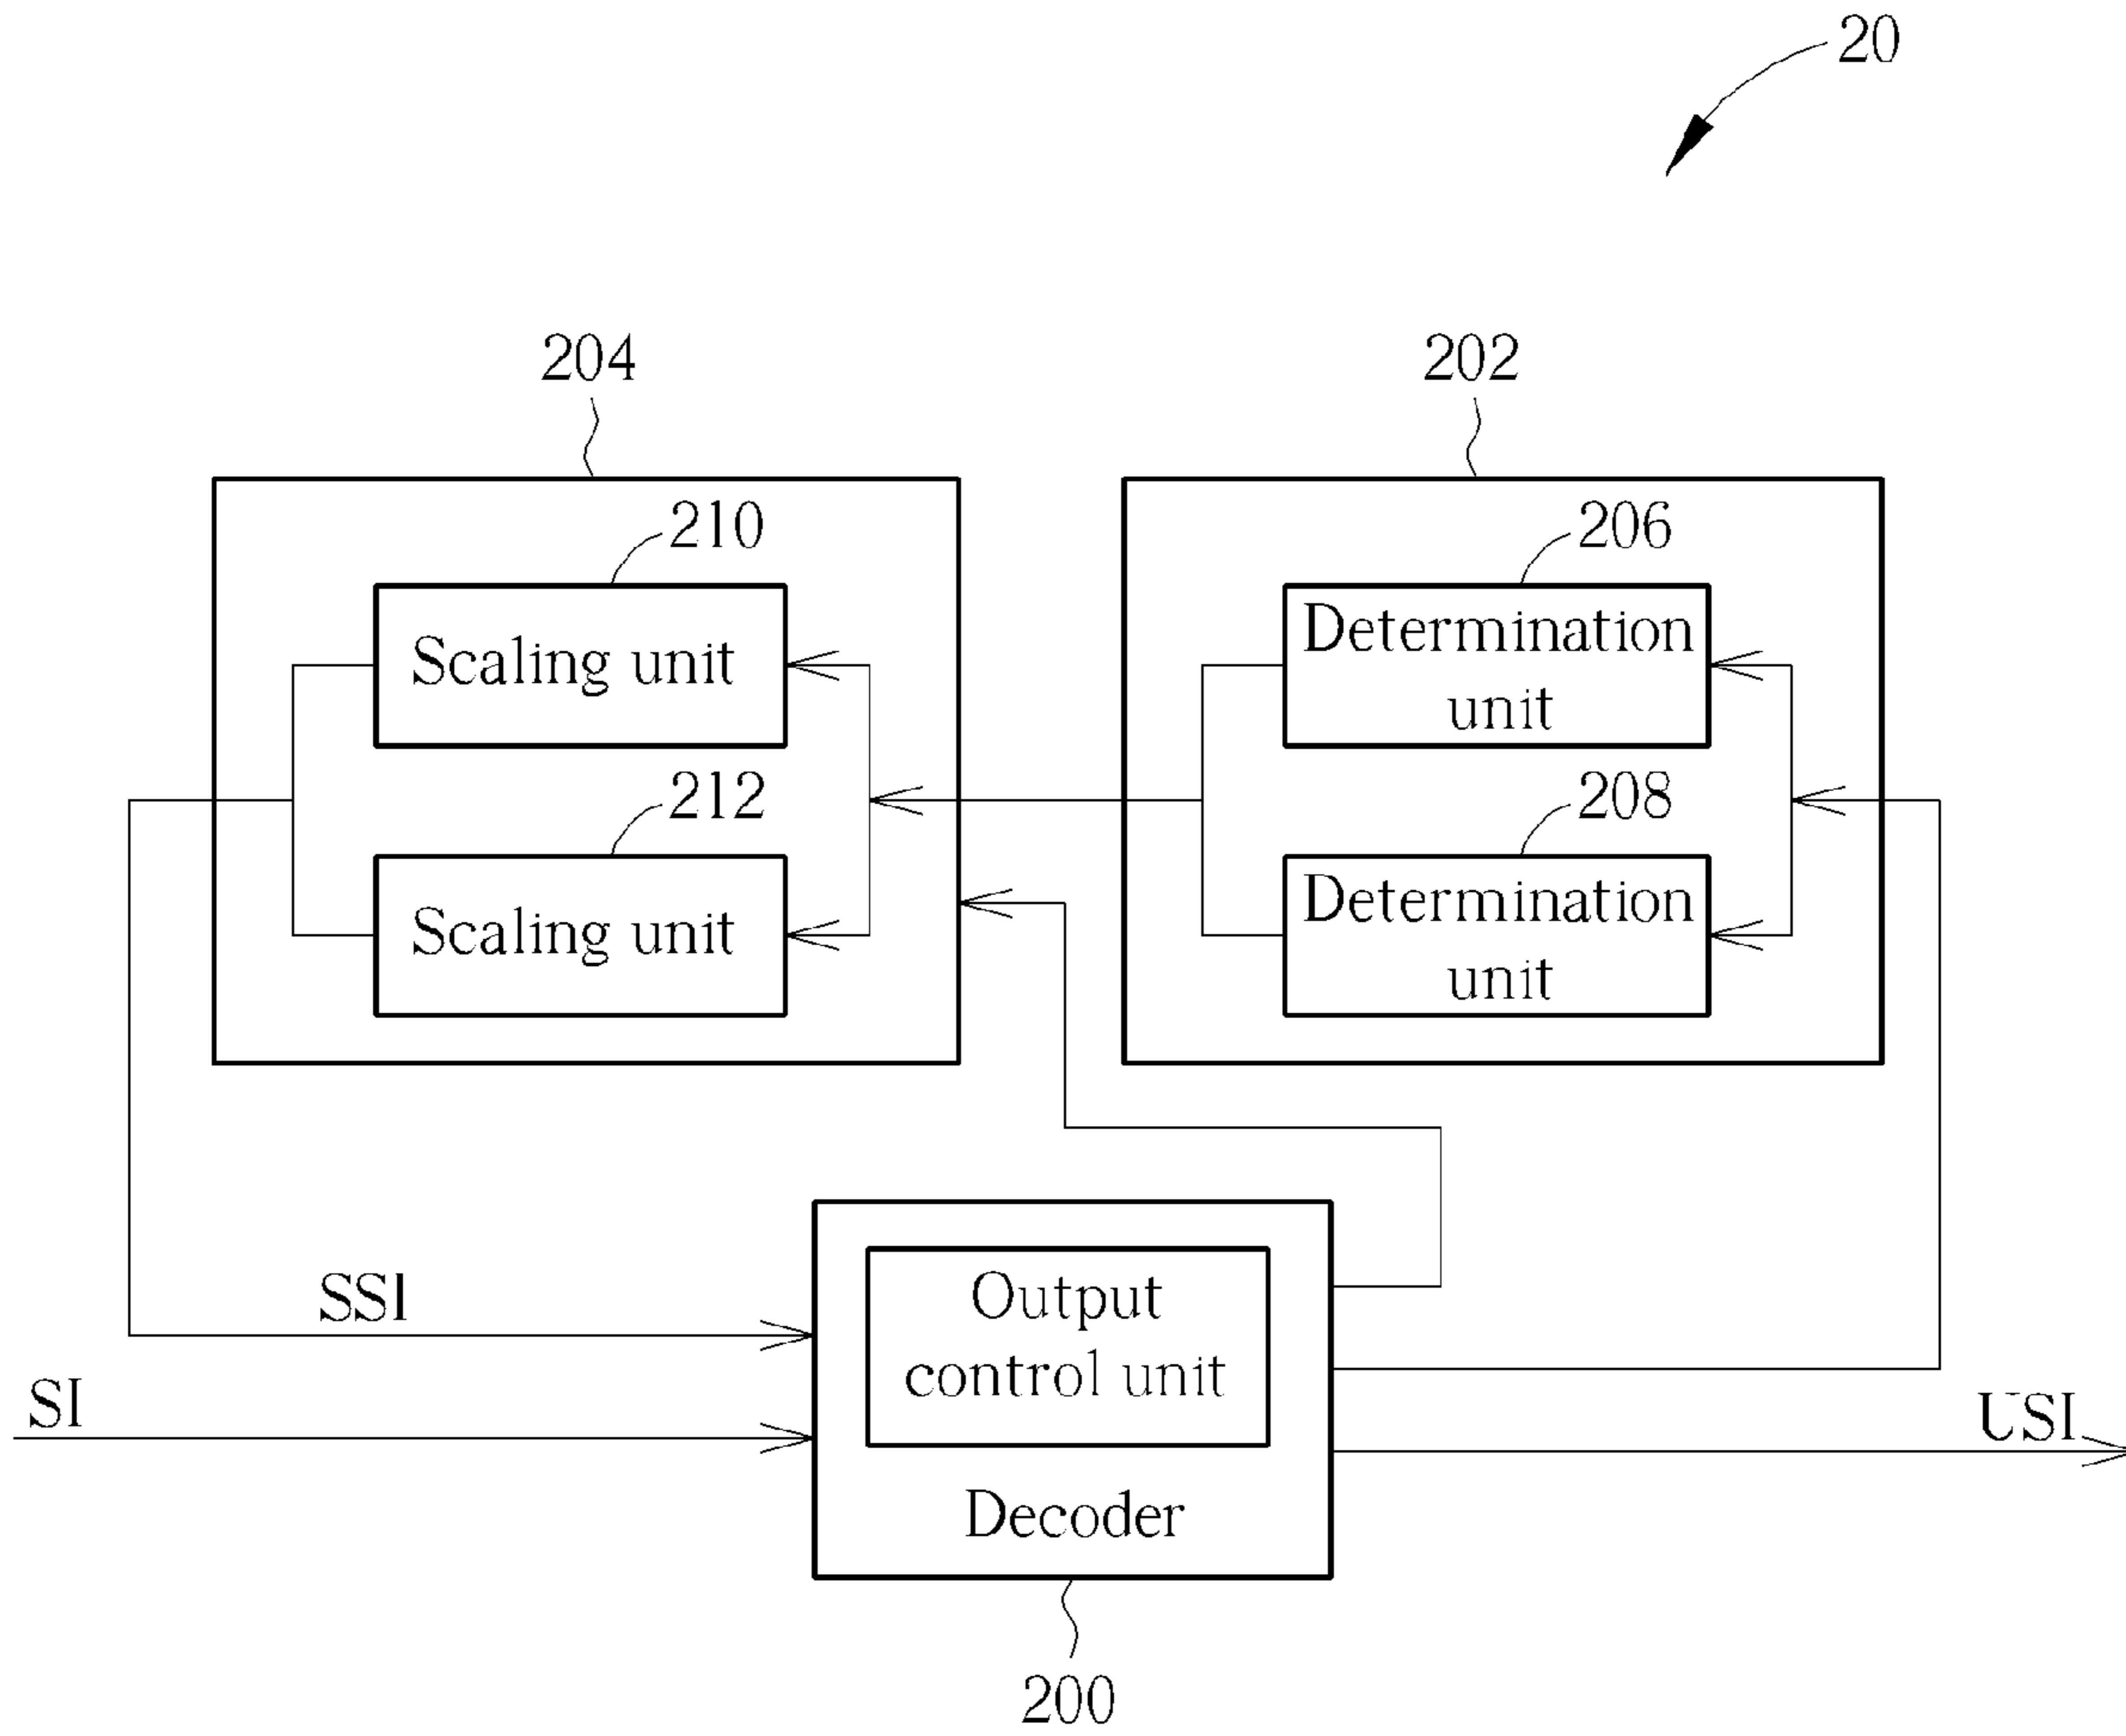 20
204
202
210
206
Scaling unit
Determination
unit
212
208
Scaling unit
Determination
unit
SSI
Output
control unit
SI
USI
Decoder
200